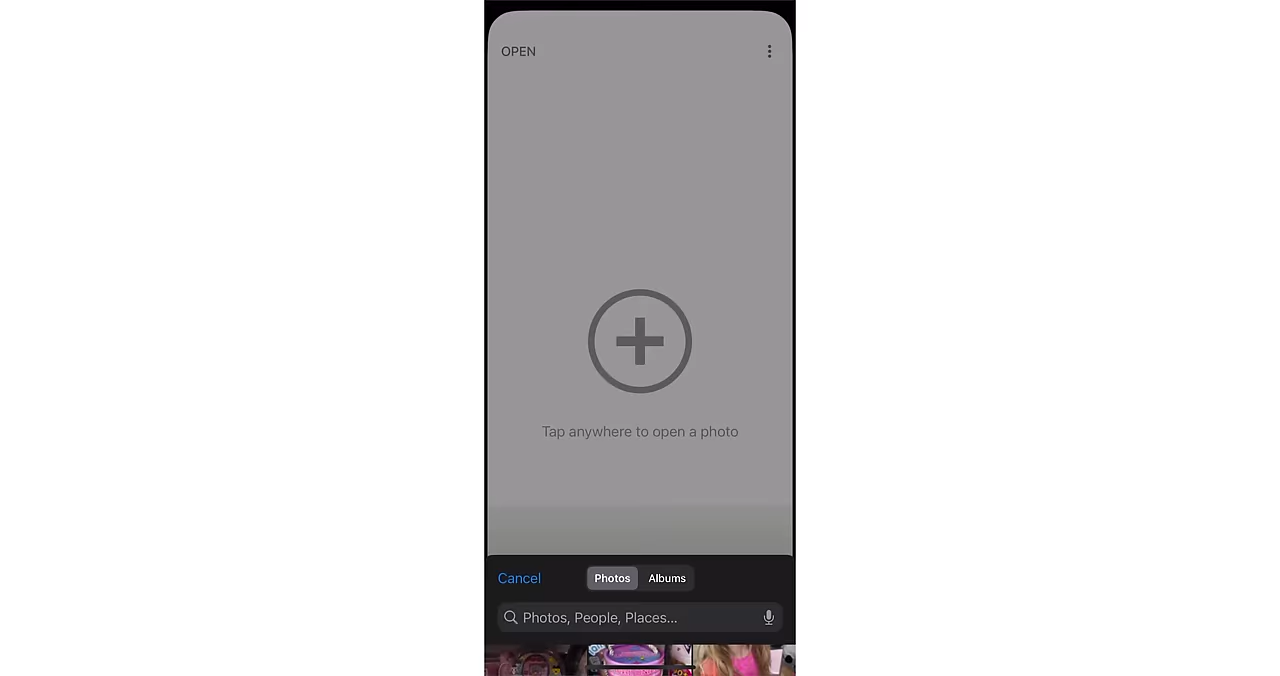 OPEN
Tap anywhere to open a photo
Cancel
Photos
Albums
Photos, People, Places...